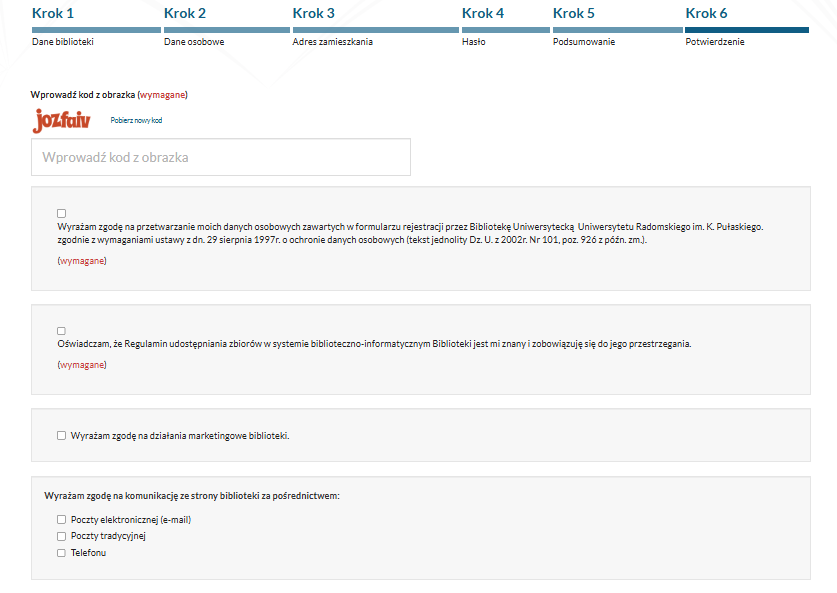 Krok 1 Krok 2 Krok 3 Krok 4 Krok 5 Krok 6
Dane biblioteki Dane osobowe Adres zamieszkania Hasło Podsumowanie Potwierdzenie
Wprowadź kod z obrazka (wymagane)
jozfaiv Pobierz nowy kod
Wprowadź kod z obrazka
Wyrażam zgodę na przetwarzanie moich danych osobowych zawartych w formularzu rejestracji przez Bibliotekę Uniwersytecką Uniwersytetu Radomskiego im. K. Pułaskiego.
zgodnie z wymaganiami ustawy z dn. 29 sierpnia 1997r. o ochronie danych osobowych (tekst jednolity Dz. U. z 2002r. Nr 101, poz. 926 z późn. zm.).
(wymagane)
Oświadczam, że Regulamin udostępniania zbiorów w systemie biblioteczno-informatycznym Biblioteki jest mi znany i zobowiązuję się do jego przestrzegania.
(wymagane)
Wyrażam zgodę na działania marketingowe biblioteki.
Wyrażam zgodę na komunikację ze strony biblioteki za pośrednictwem:
Poczty elektronicznej (e-mail)
Poczty tradycyjnej
Telefonu